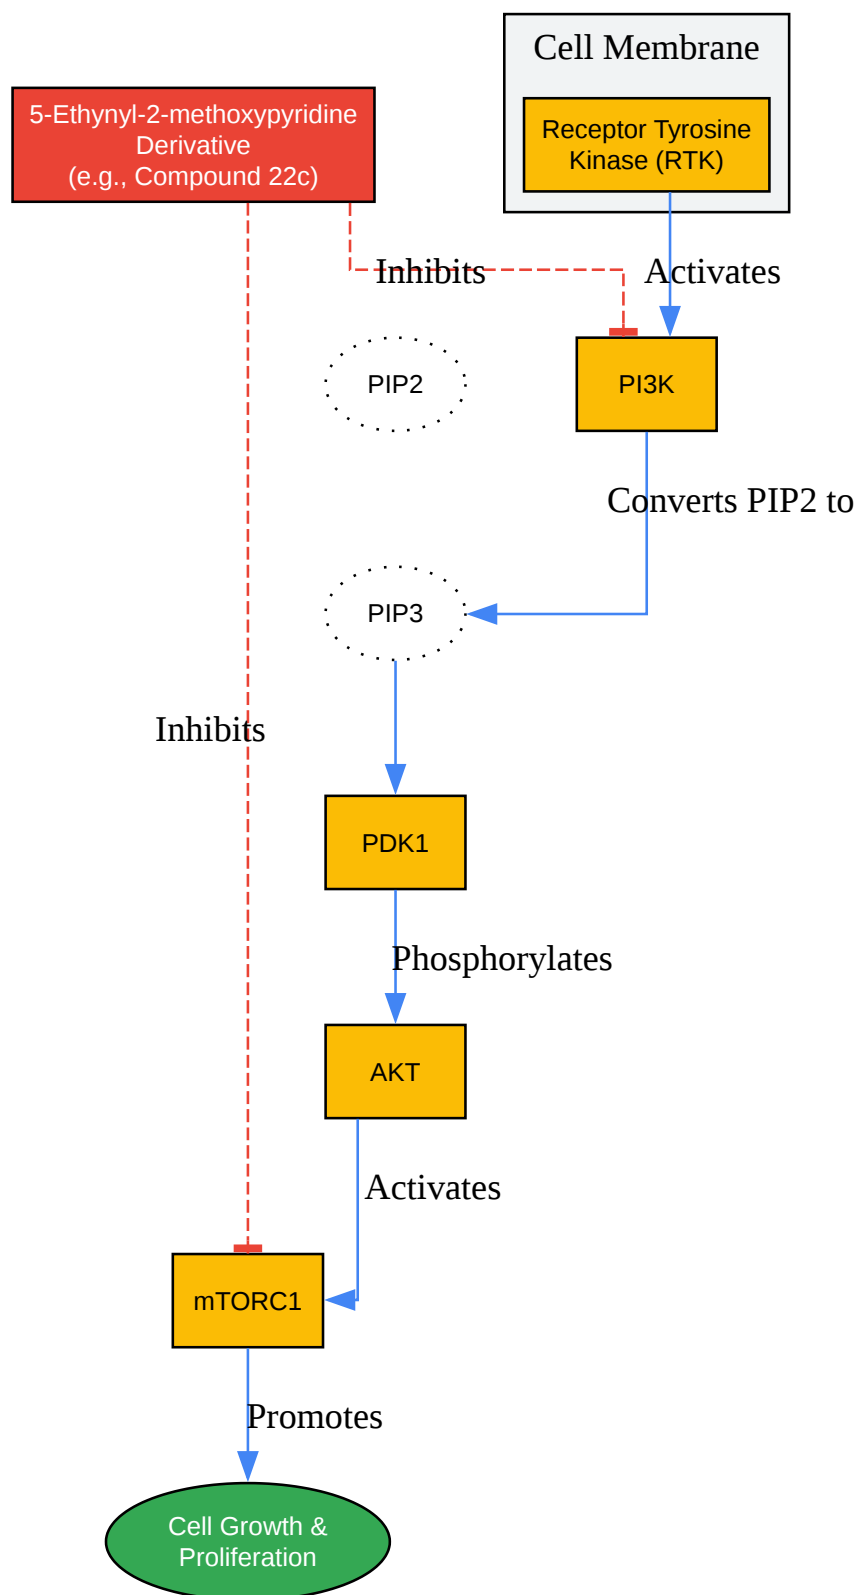 Cell Membrane
5-Ethynyl-2-methoxypyridine
Derivative
(e.g., Compound 22c)
Receptor Tyrosine
Kinase (RTK)
Inhibits
Activates
PIP2
PI3K
Converts PIP2 to
PIP3
Inhibits
PDK1
Phosphorylates
AKT
Activates
mTORC1
Promotes
Cell Growth &
Proliferation